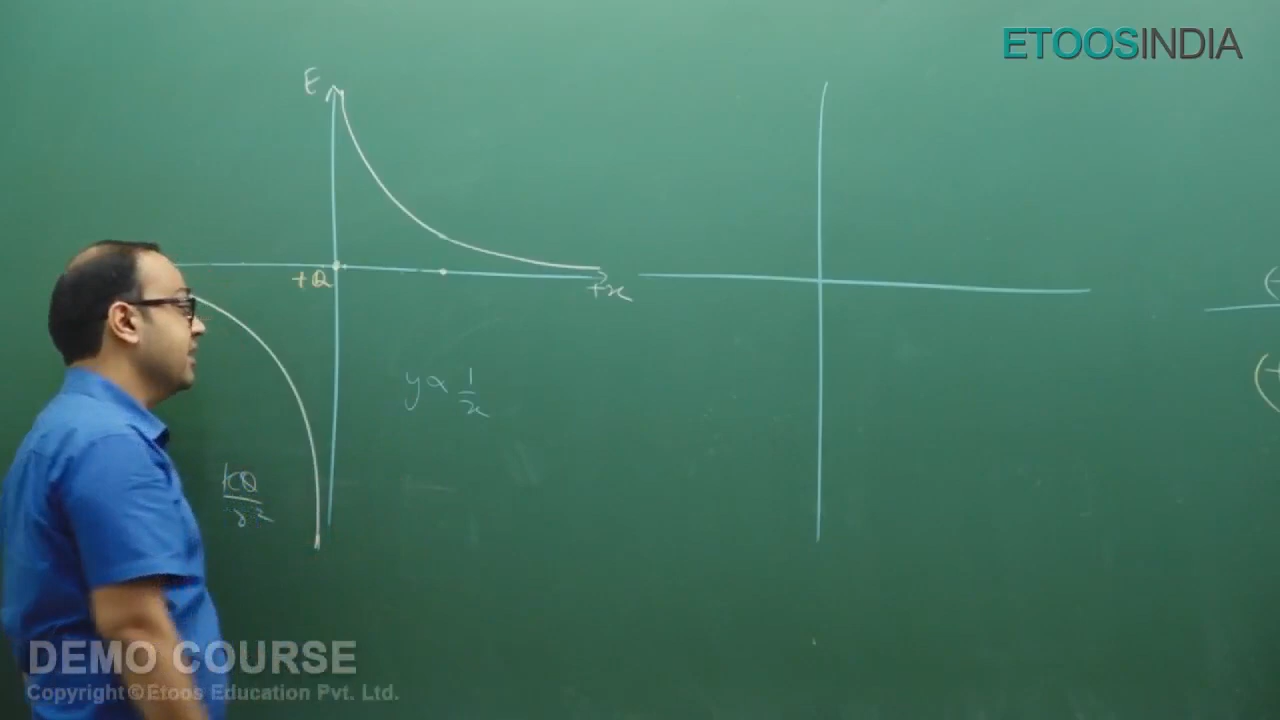 ETOOSINDIA
E
+Q
+x
y ∝ 1/x
KQ/r²
DEMO COURSE
Copyright©Etoos Education Pvt. Ltd.